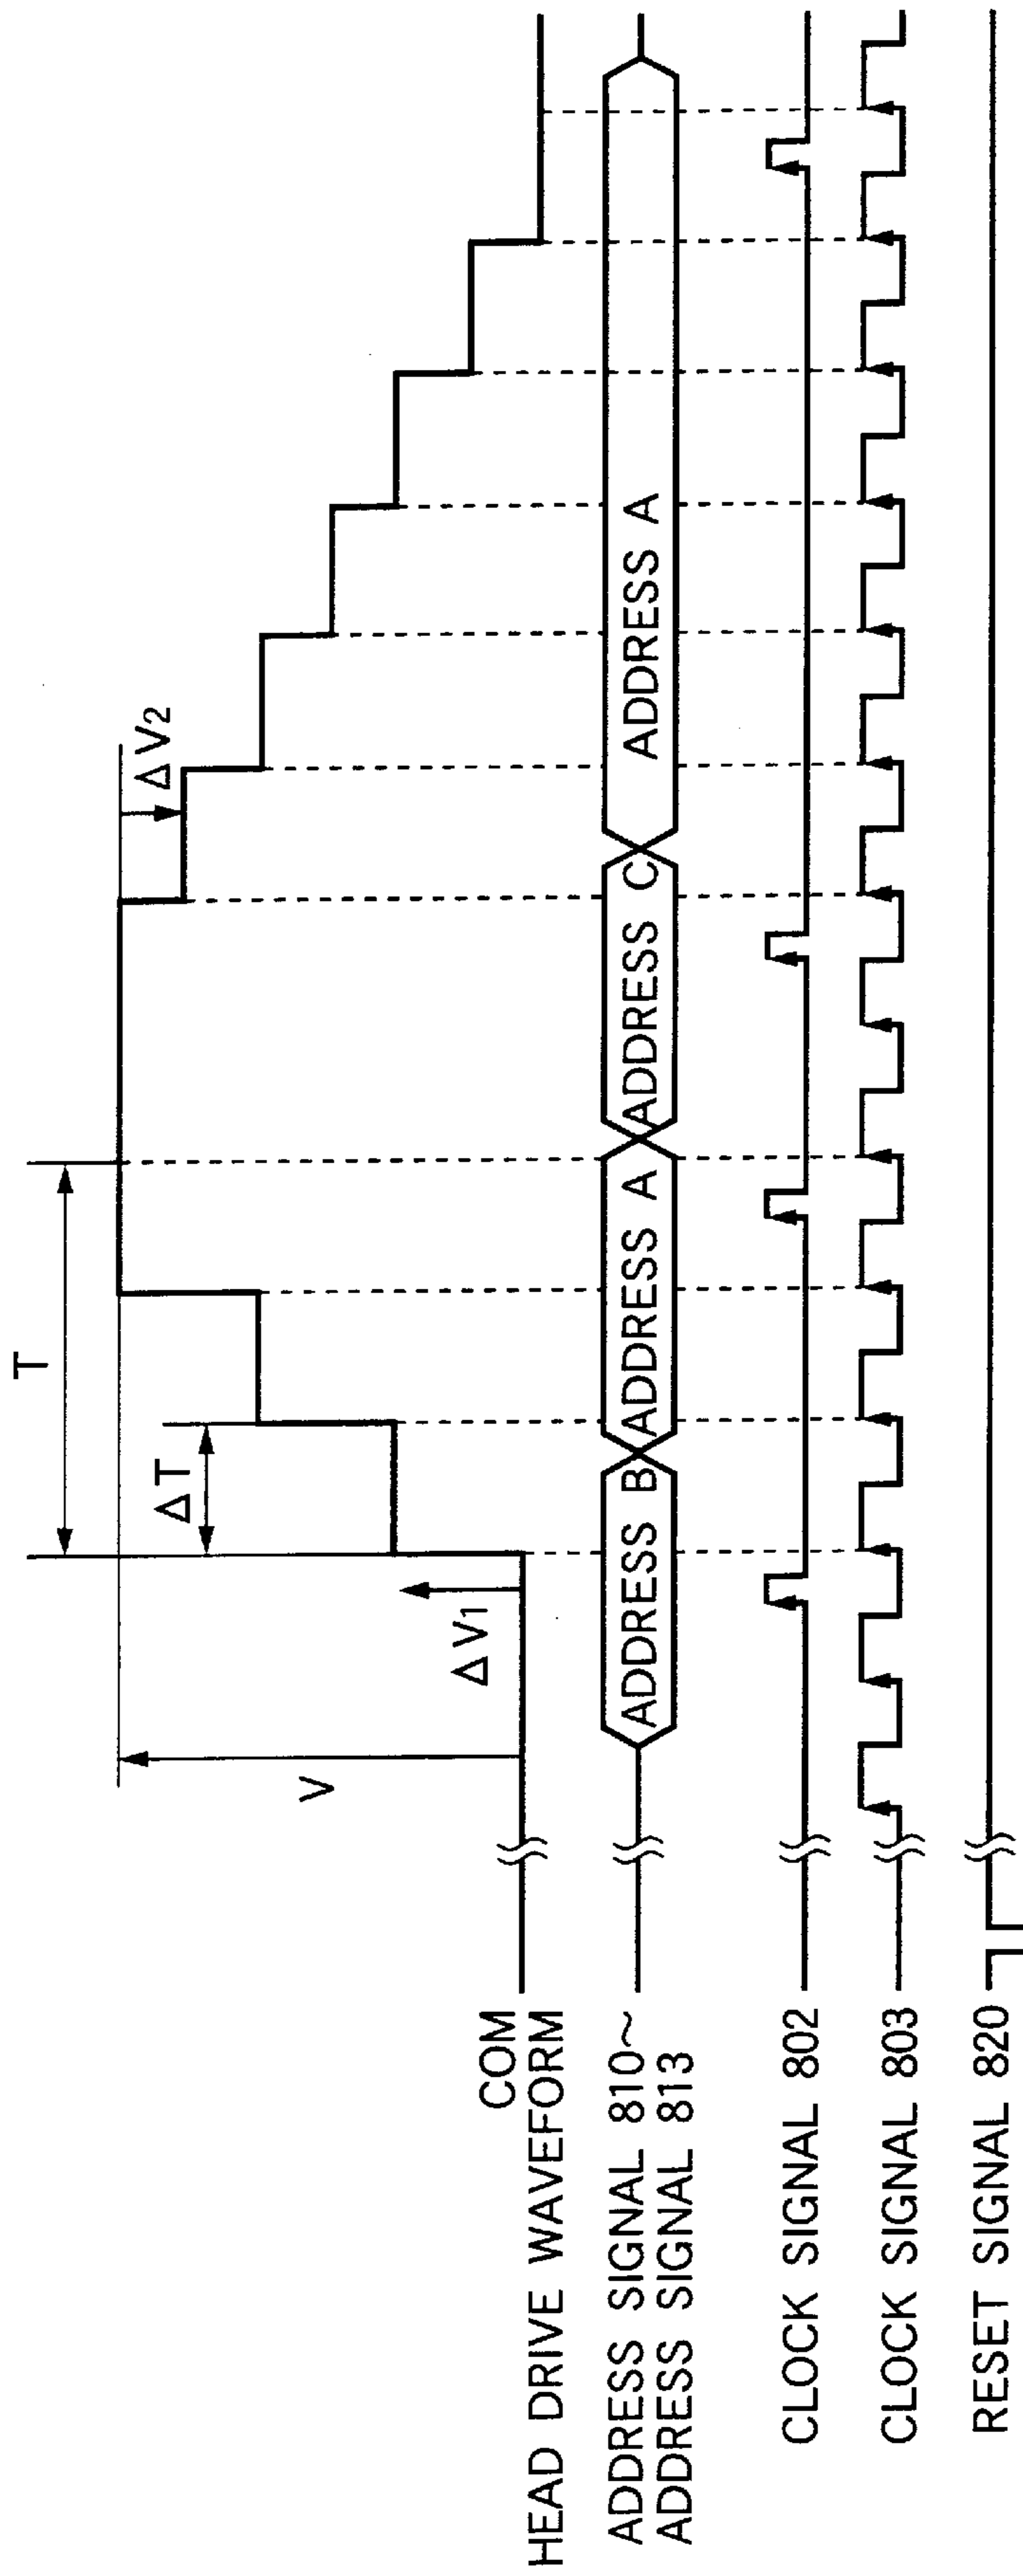 T
ΔT
ΔV1
ΔV2
V
COM
HEAD DRIVE WAVEFORM
ADDRESS SIGNAL 810~
ADDRESS SIGNAL 813
ADDRESS B
ADDRESS A
ADDRESS C
ADDRESS A
CLOCK SIGNAL 802
CLOCK SIGNAL 803
RESET SIGNAL 820